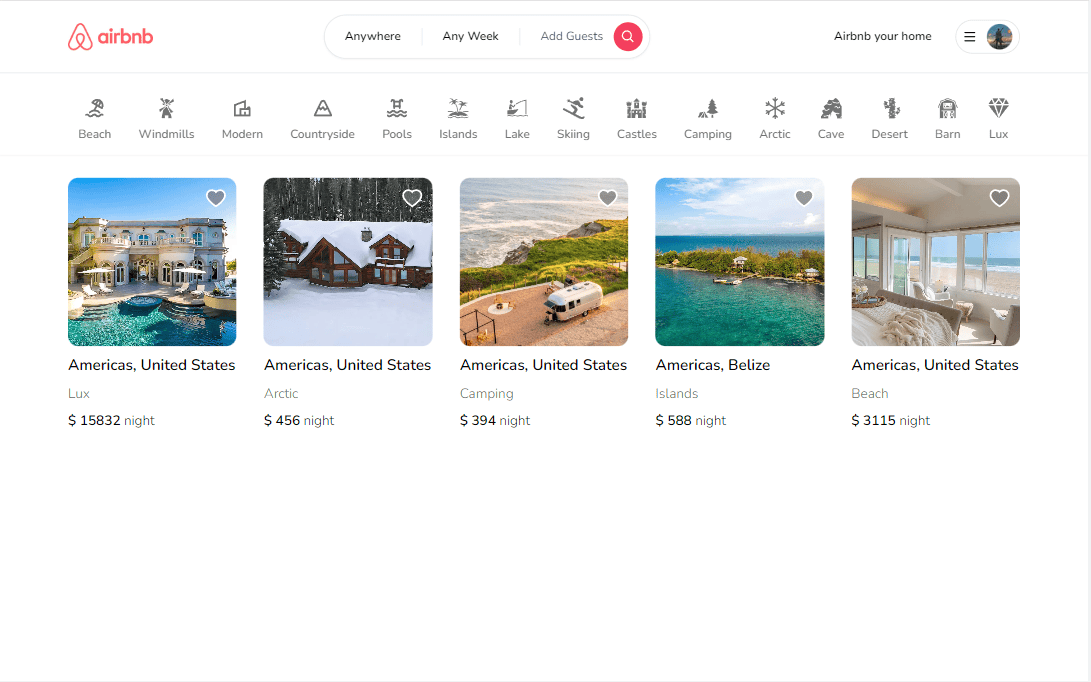 airbnb
Anywhere
Any Week
Add Guests
Airbnb your home
Beach
Windmills
Modern
Countryside
Pools
Islands
Lake
Skiing
Castles
Camping
Arctic
Cave
Desert
Barn
Lux
Americas, United States
Lux
$ 15832 night
Americas, United States
Arctic
$ 456 night
Americas, United States
Camping
$ 394 night
Americas, Belize
Islands
$ 588 night
Americas, United States
Beach
$ 3115 night